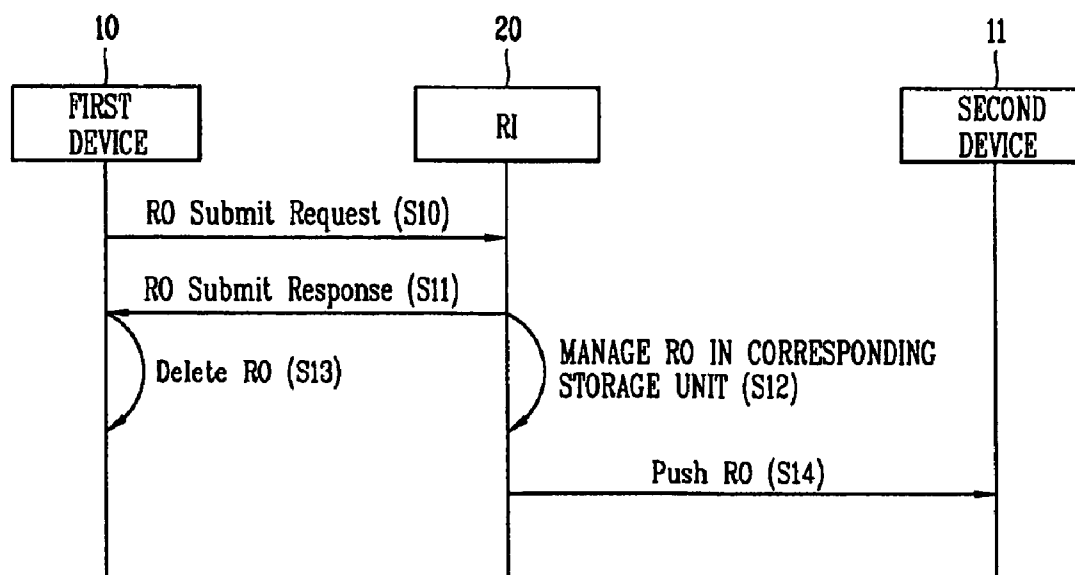 10
20
11
FIRST
DEVICE
RI
SECOND
DEVICE
RO Submit Request (S10)
RO Submit Response (S11)
Delete RO (S13)
MANAGE RO IN CORRESPONDING
STORAGE UNIT (S12)
Push RO (S14)